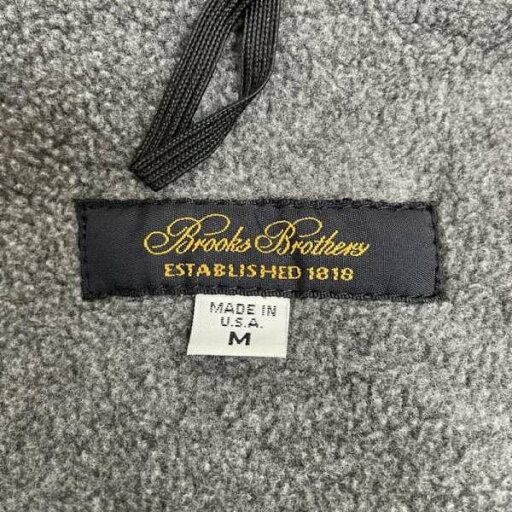 Brooks Brothers
ESTABLISHED 1818
MADE IN
U.S.A.
M